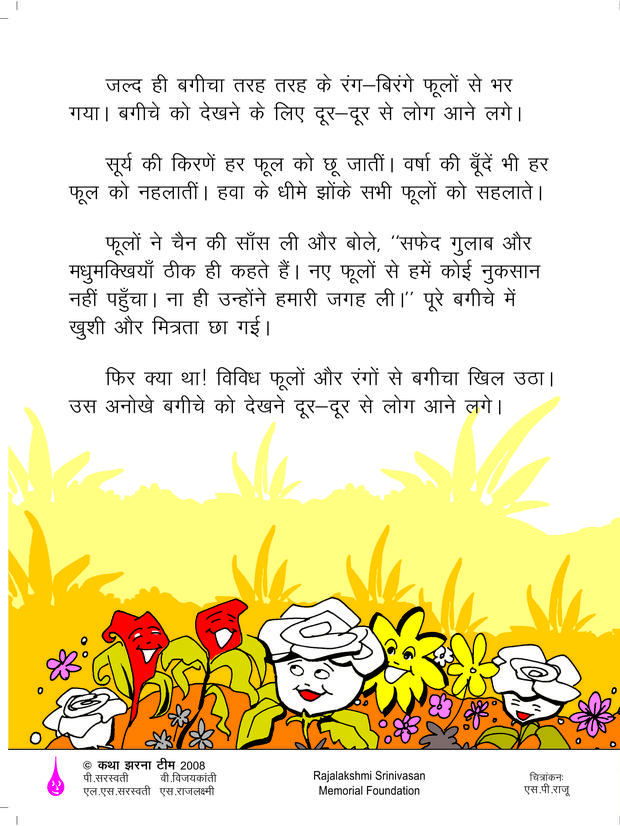 जल्द ही बगीचा तरह तरह के रंग–बिरंगे फूलों से भर
गया। बगीचे को देखने के लिए दूर–दूर से लोग आने लगे।
सूर्य की किरणें हर फूल को छू जातीं। वर्षा की बूँदें भी हर
फूल को नहलातीं। हवा के धीमे झोंके सभी फूलों को सहलाते।
फूलों ने चैन की साँस ली और बोले, ''सफेद गुलाब और
मधुमक्खियाँ ठीक ही कहते हैं। नए फूलों से हमें कोई नुकसान
नहीं पहुँचा। ना ही उन्होंने हमारी जगह ली।'' पूरे बगीचे में
खुशी और मित्रता छा गई।
फिर क्या था! विविध फूलों और रंगों से बगीचा खिल उठा।
उस अनोखे बगीचे को देखने दूर–दूर से लोग आने लगे।
© कथा झरना टीम 2008
पी.सरस्वती वी.विजयकांती
एल.एस.सरस्वती एस.राजलक्ष्मी
Rajalakshmi Srinivasan
Memorial Foundation
चित्रांकनः
एस.पी.राजू